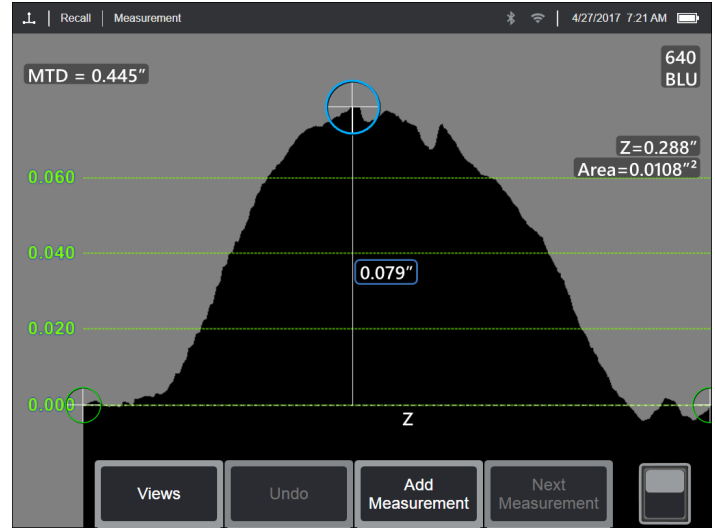 Recall | Measurement
4/27/2017 7:21 AM
640
BLU
MTD = 0.445″
Z=0.288″
Area=0.0108″²
0.060
0.040
0.079″
0.020
0.000
Z
Views
Undo
Add
Measurement
Next
Measurement